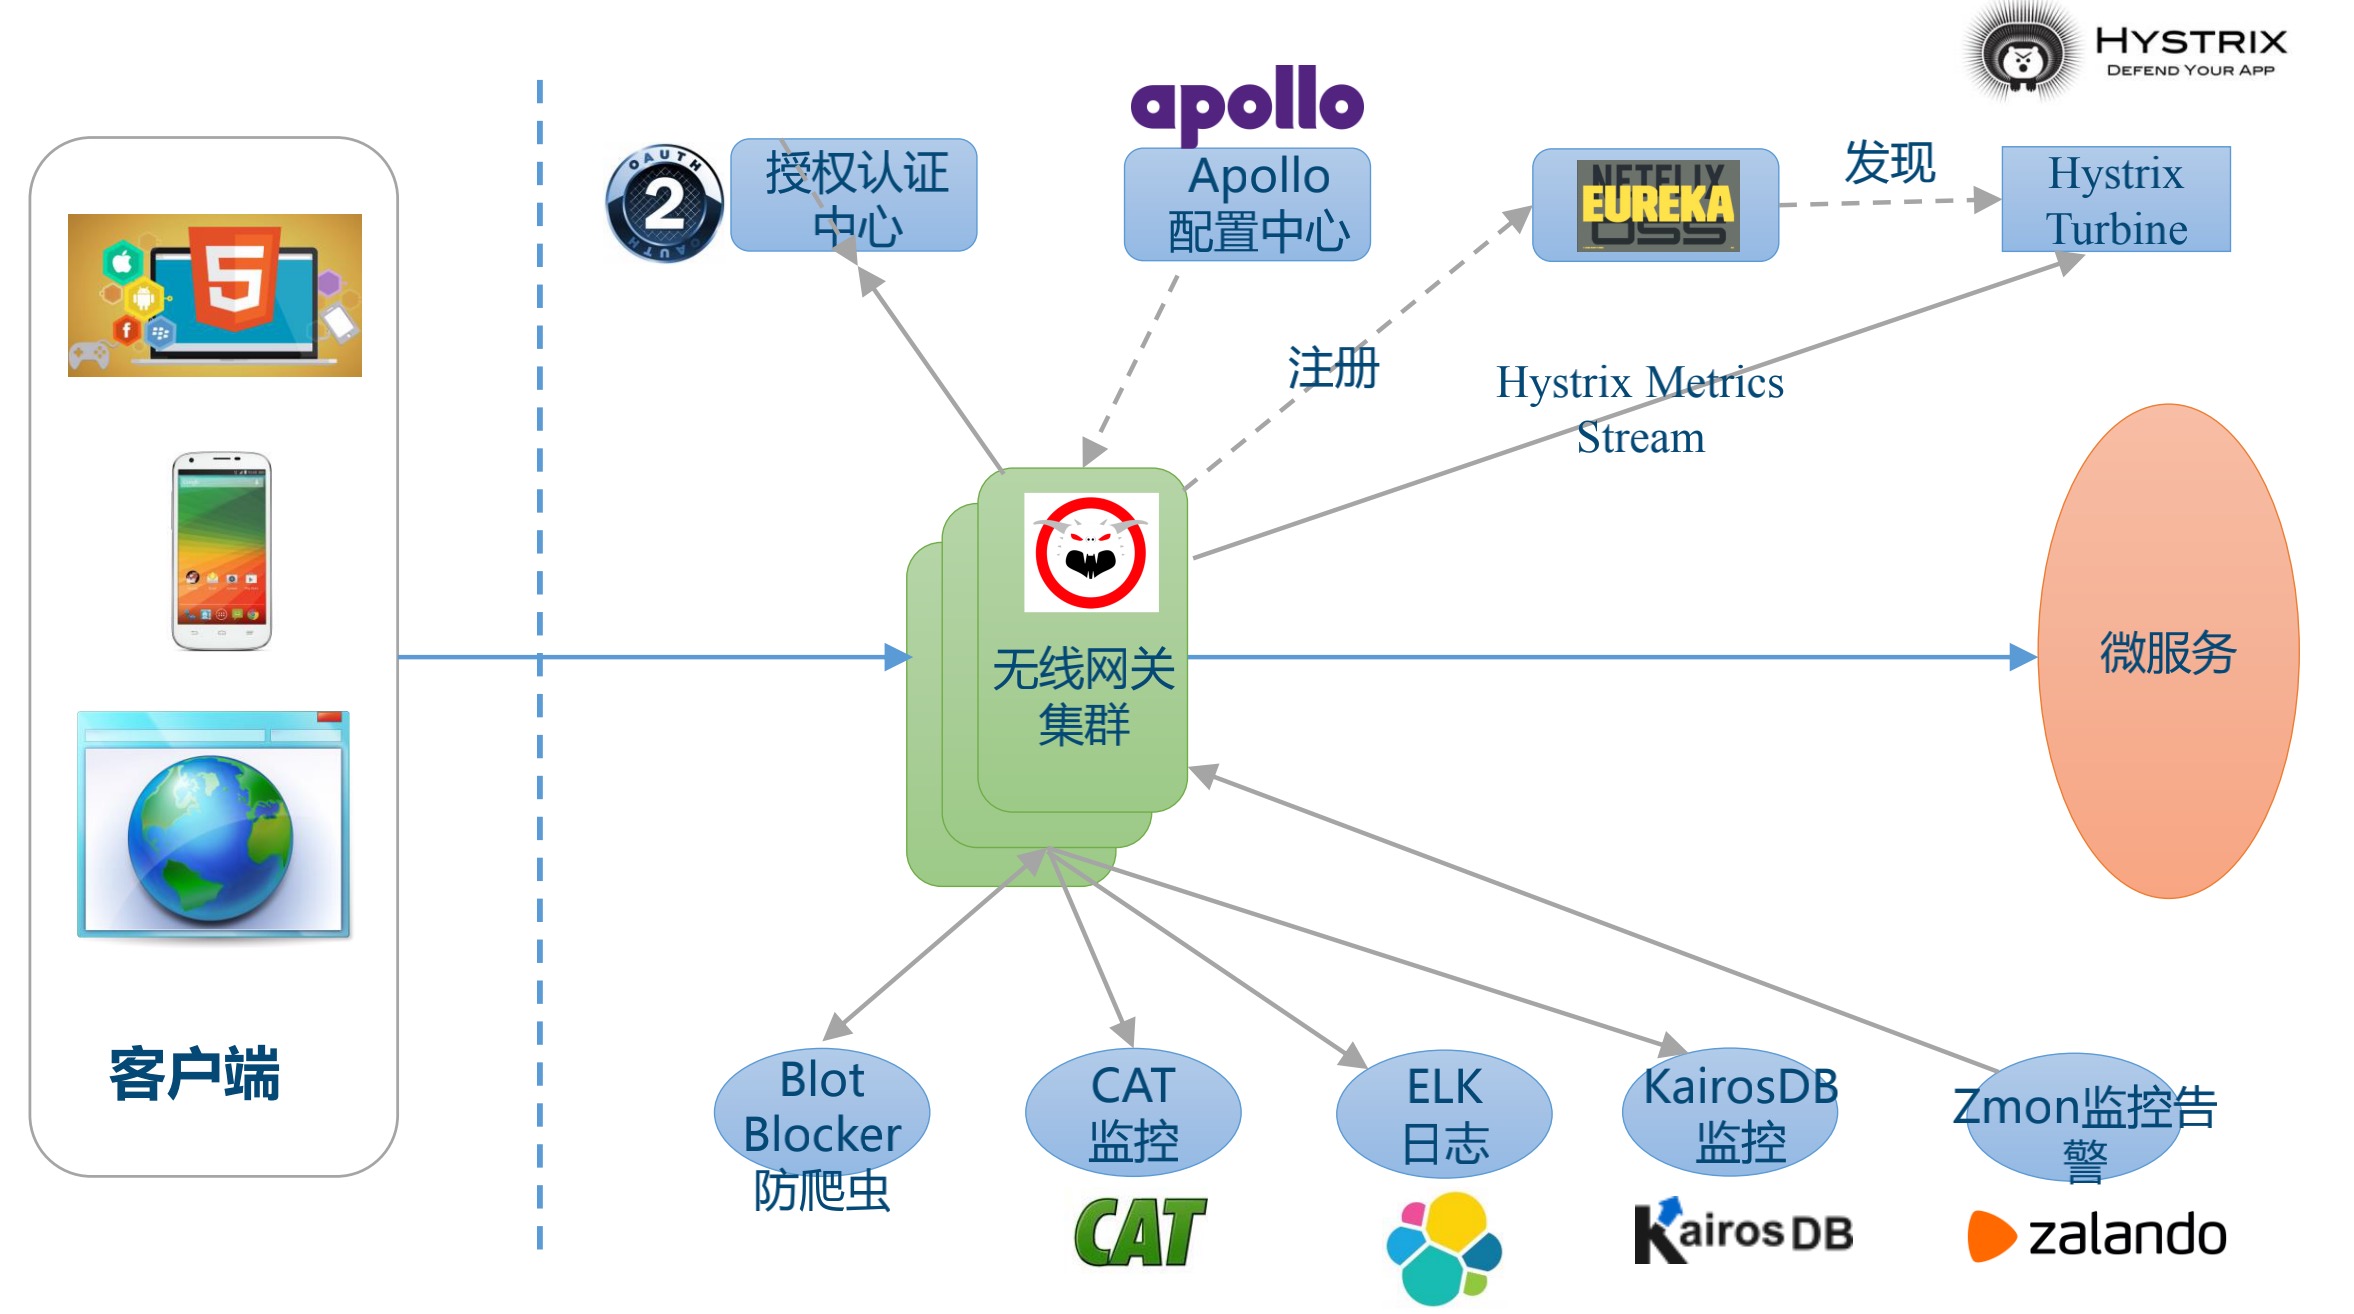 HYSTRIX
DEFEND YOUR APP
apollo
OAUTH
2
OAUTH
授权认证
中心
Apollo
配置中心
NETFLIX
EUREKA
OSS
发现
Hystrix
Turbine
5
注册
Hystrix Metrics
Stream
无线网关
集群
微服务
客户端
Blot
Blocker
防爬虫
CAT
监控
ELK
日志
KairosDB
监控
Zmon监控告
警
CAT
KairosDB
zalando